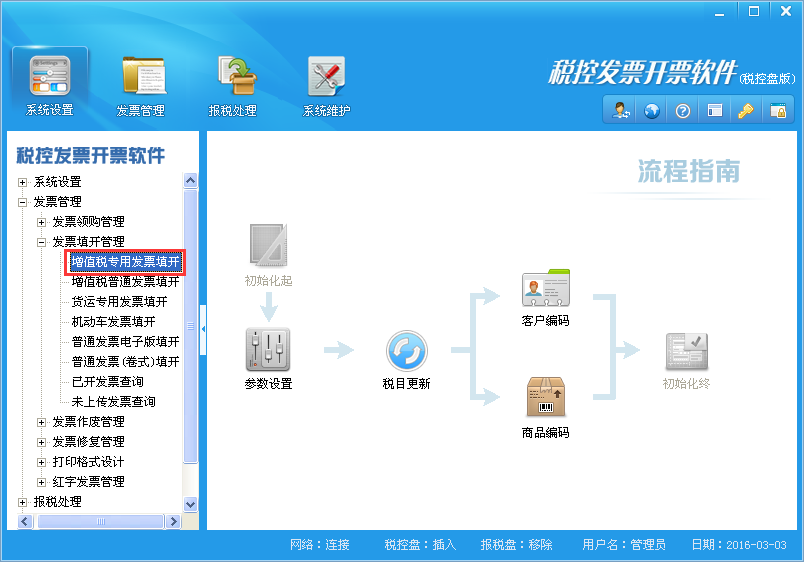 税控发票开票软件(税控盘版)
系统设置
发票管理
报税处理
系统维护
税控发票开票软件
系统设置
发票管理
发票领购管理
发票填开管理
增值税专用发票填开
增值税普通发票填开
货运专用发票填开
机动车发票填开
普通发票电子版填开
普通发票(卷式)填开
已开发票查询
未上传发票查询
发票作废管理
发票修复管理
打印格式设计
红字发票管理
报税处理
流程指南
初始化起
参数设置
税目更新
客户编码
商品编码
初始化终
网络：连接 税控盘：插入 报税盘：移除 用户名：管理员 日期：2016-03-03